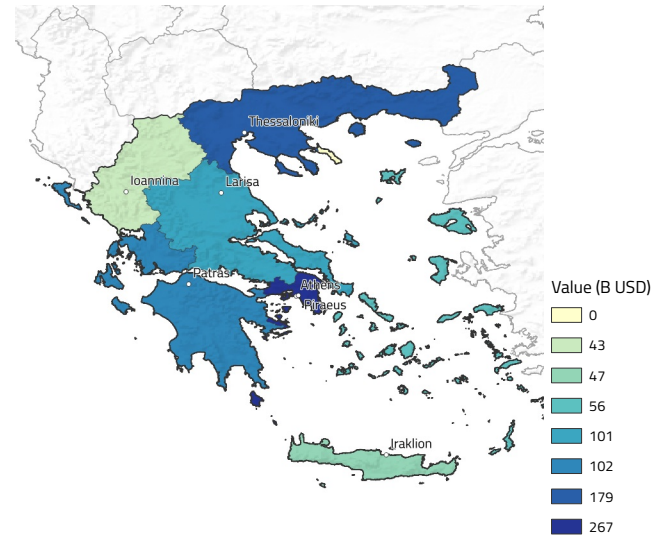 Thessaloniki
Ioannina
Larisa
Patras
Athens
Piraeus
Iraklion
Value (B USD)
0
43
47
56
101
102
179
267